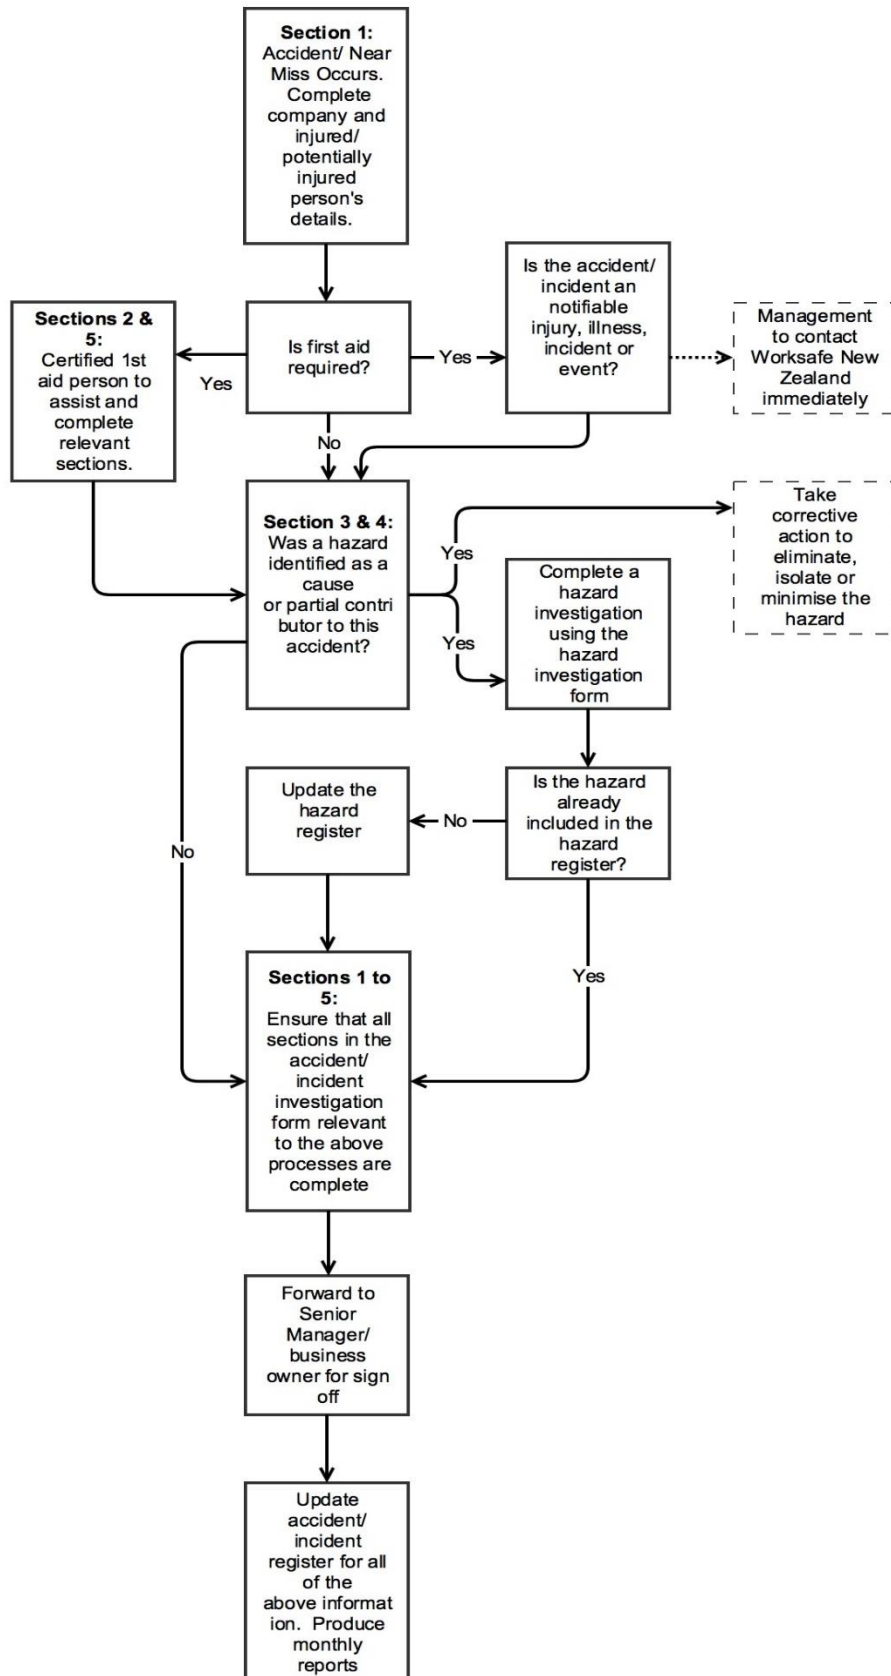 Section 1:
Accident/ Near
Miss Occurs.
Complete
company and
injured/
potentially
injured
person's
details.
Is the accident/
incident an
notifiable
injury, illness,
incident or
event?
Sections 2 &
5:
Certified 1st
aid person to
assist and
complete
relevant
sections.
Yes
Is first aid
required?
Yes
Management
to contact
Worksafe New
Zealand
immediately
No
Section 3 & 4:
Was a hazard
identified as a
cause
or partial contri
butor to this
accident?
Yes
Yes
Take
corrective
action to
eliminate,
isolate or
minimise the
hazard
Complete a
hazard
investigation
using the
hazard
investigation
form
Update the
hazard
register
No
Is the hazard
already
included in the
hazard
register?
No
Yes
Sections 1 to
5:
Ensure that all
sections in the
accident/
incident
investigation
form relevant
to the above
processes are
complete
Forward to
Senior
Manager/
business
owner for sign
off
Update
accident/
incident
register for all
of the
above informat
ion. Produce
monthly
reports